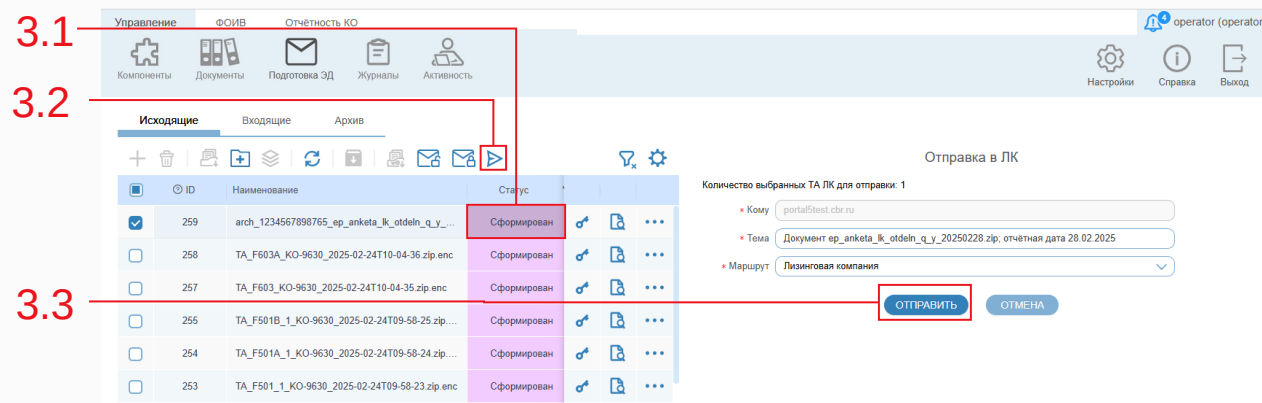 3.1
3.2
3.3
Управление ФОИВ Отчётность КО
4 operator (operator
Компоненты Документы Подготовка ЭД Журналы Активность
Настройки Справка Выход
Исходящие Входящие Архив
ID Наименование Статус
259 arch_1234567898765_ep_anketa_lk_otdeln_q_y_... Сформирован
258 TA_F603A_KO-9630_2025-02-24T10-04-36.zip.enc Сформирован
257 TA_F603_KO-9630_2025-02-24T10-04-35.zip.enc Сформирован
255 TA_F501B_1_KO-9630_2025-02-24T09-58-25.zip.... Сформирован
254 TA_F501A_1_KO-9630_2025-02-24T09-58-24.zip.... Сформирован
253 TA_F501_1_KO-9630_2025-02-24T09-58-23.zip.enc Сформирован
Отправка в ЛК
Количество выбранных ТА ЛК для отправки: 1
* Кому portal5test.cbr.ru
* Тема Документ ep_anketa_lk_otdeln_q_y_20250228.zip; отчётная дата 28.02.2025
* Маршрут Лизинговая компания
ОТПРАВИТЬ ОТМЕНА